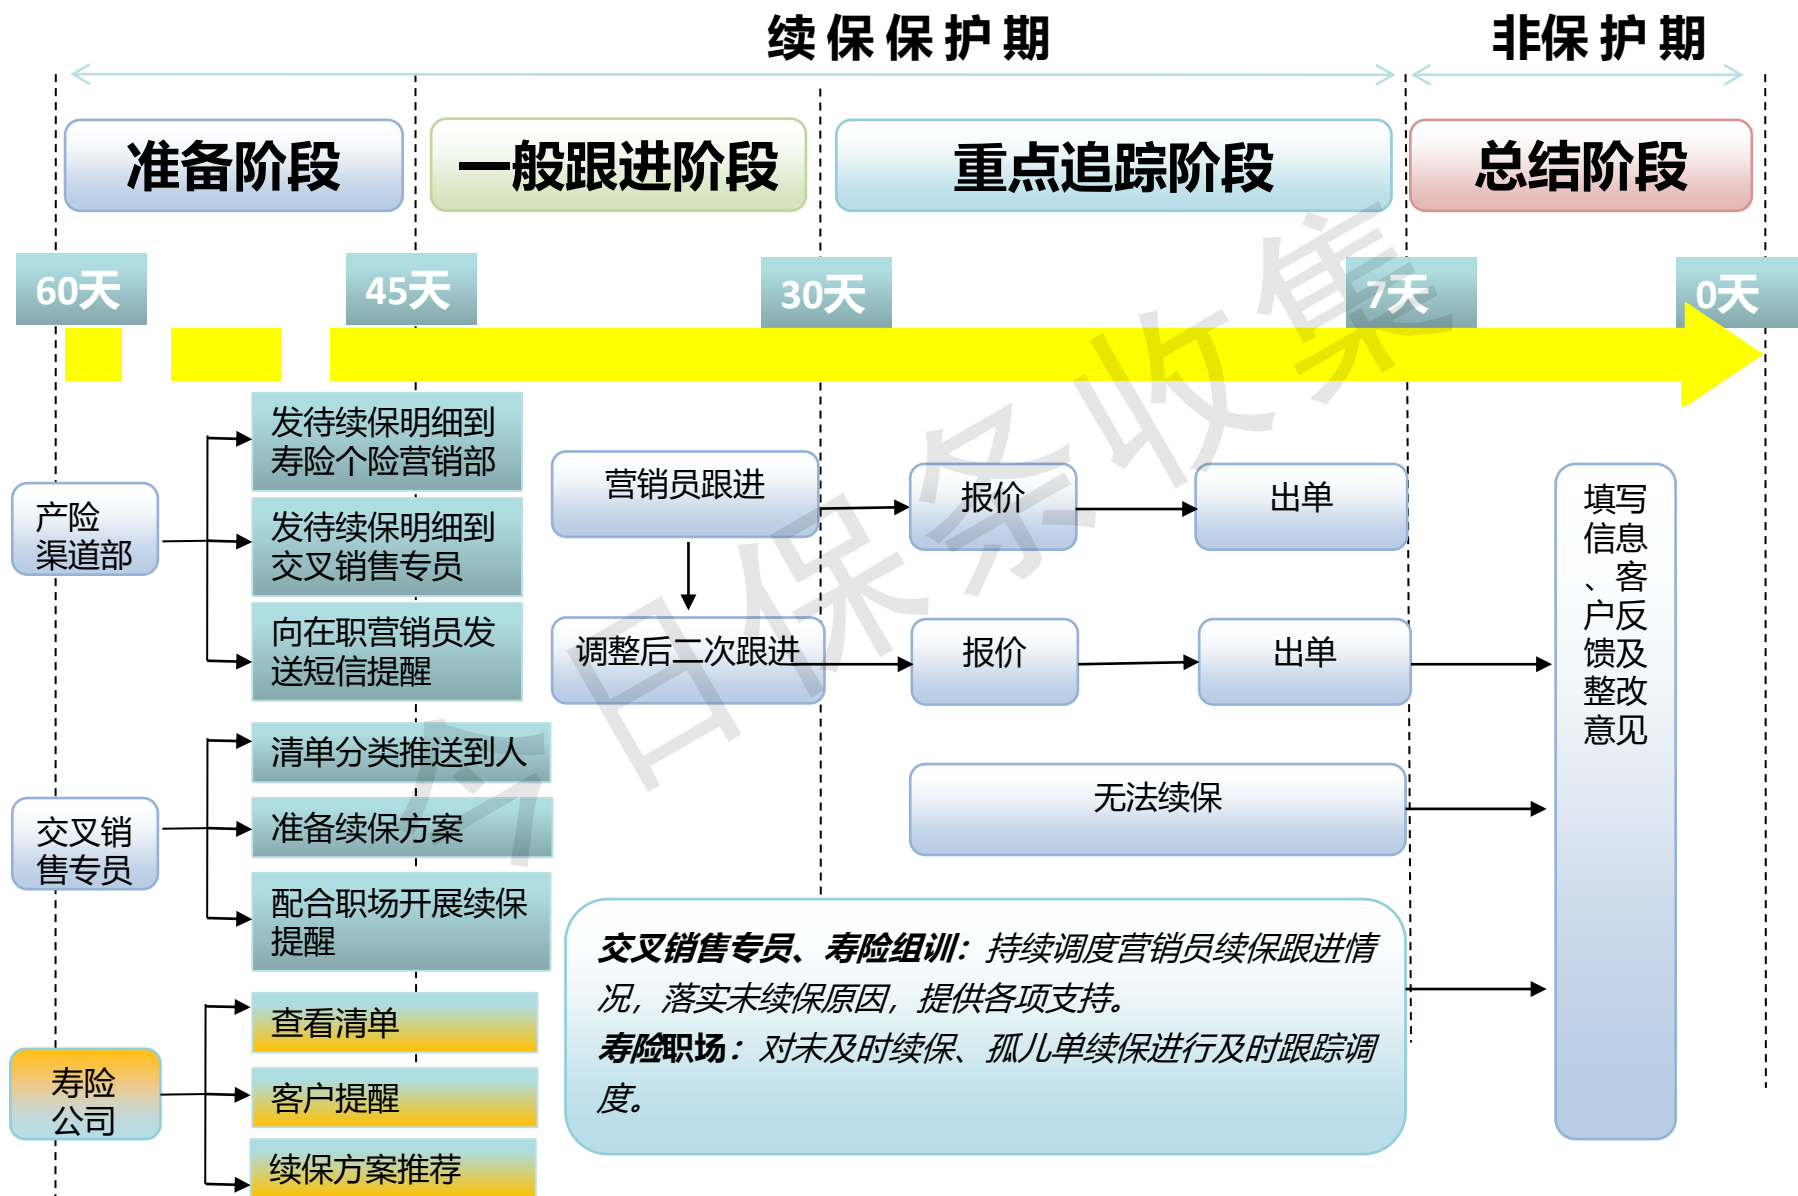 续保保护期
非保护期
准备阶段
一般跟进阶段
重点追踪阶段
总结阶段
60天
45天
30天
7天
0天
产险
渠道部
发待续保明细到
寿险个险营销部
发待续保明细到
交叉销售专员
向在职营销员发
送短信提醒
交叉销
售专员
清单分类推送到人
准备续保方案
配合职场开展续保
提醒
寿险
公司
查看清单
客户提醒
续保方案推荐
营销员跟进
报价
出单
调整后二次跟进
报价
出单
无法续保
交叉销售专员、寿险组训：持续调度营销员续保跟进情
况，落实未续保原因，提供各项支持。
寿险职场：对未及时续保、孤儿单续保进行及时跟踪调
度。
填写
信息
、客
户反
馈及
整改
意见
今日保条收集